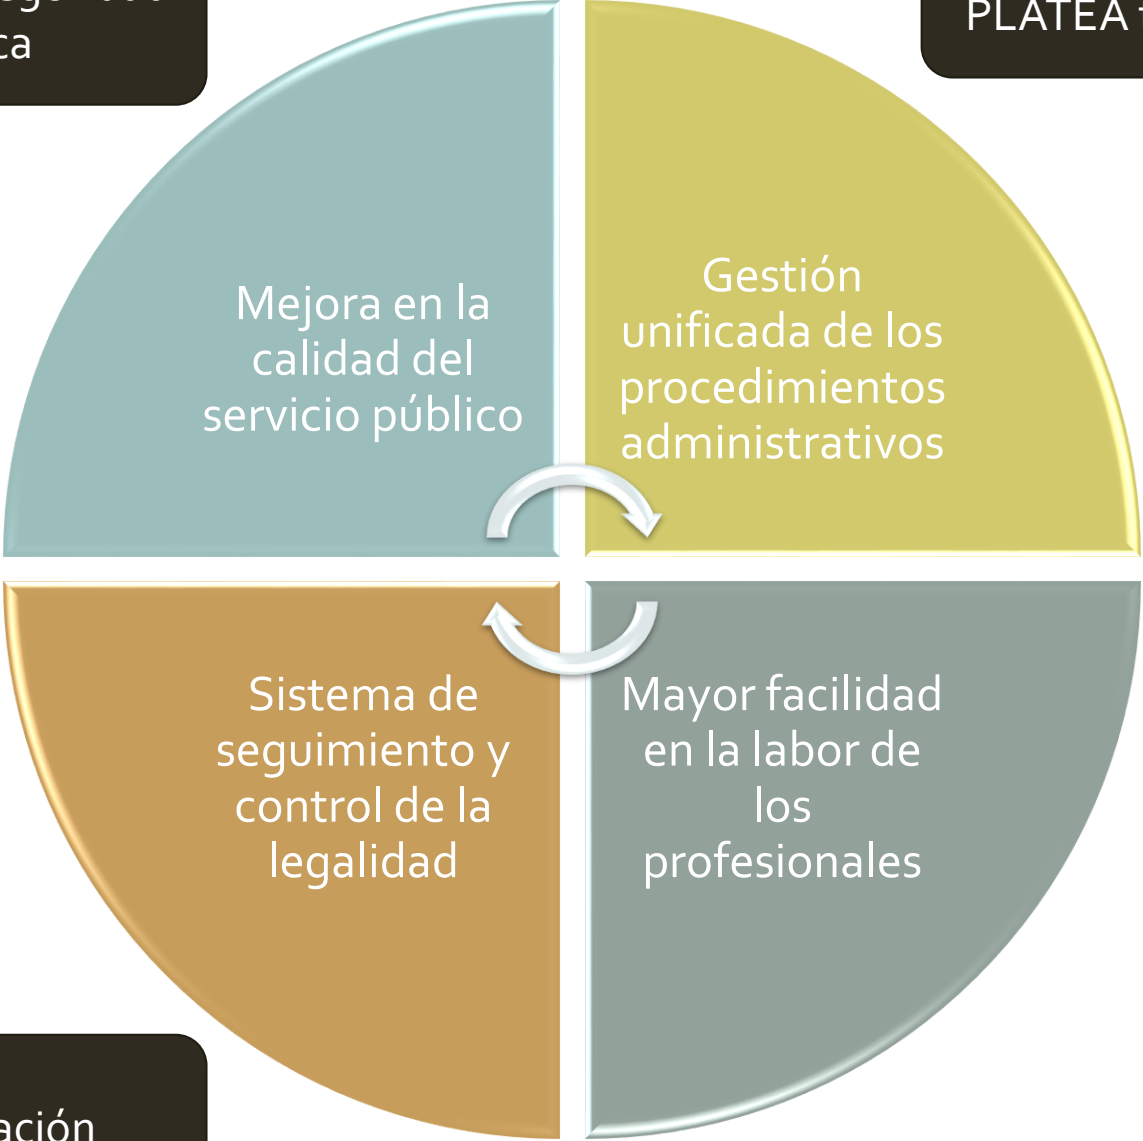 ca
PLATEA
Mejora en la
calidad del
servicio público
Gestión
unificada de los
procedimientos
administrativos
Sistema de
seguimiento y
control de la
legalidad
Mayor facilidad
en la labor de
los
profesionales
ación